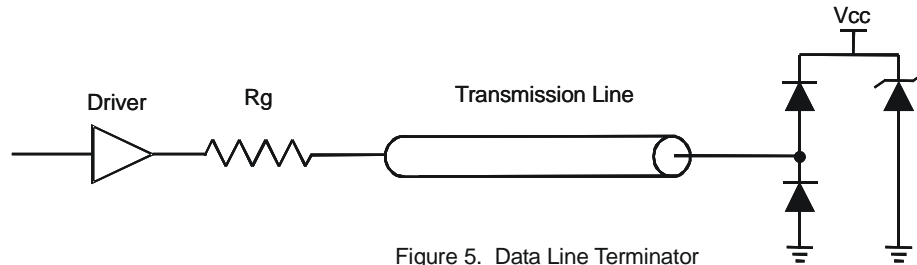 Vcc
Driver
Rg
Transmission Line
Figure 5. Data Line Terminator